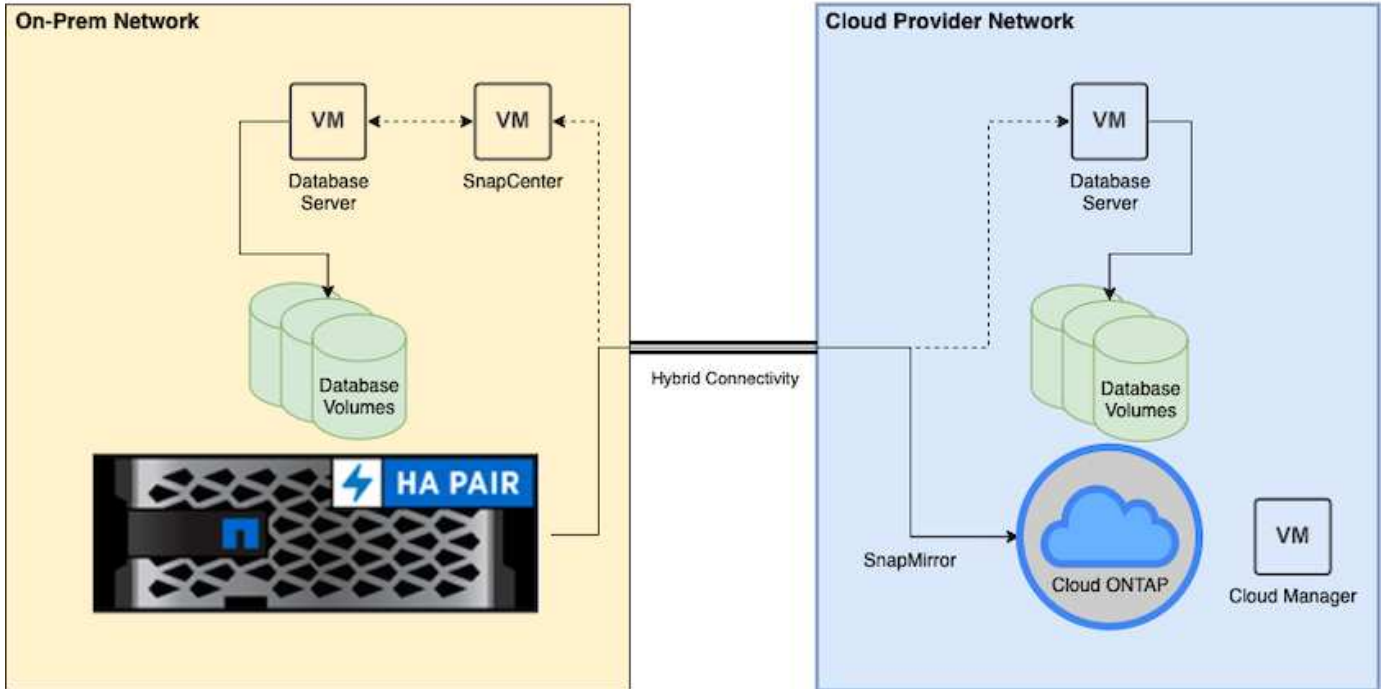 On-Prem Network
Cloud Provider Network
VM
VM
VM
Database
Server
SnapCenter
Database
Server
Database
Volumes
Hybrid Connectivity
Database
Volumes
HA PAIR
SnapMirror
Cloud ONTAP
VM
Cloud Manager